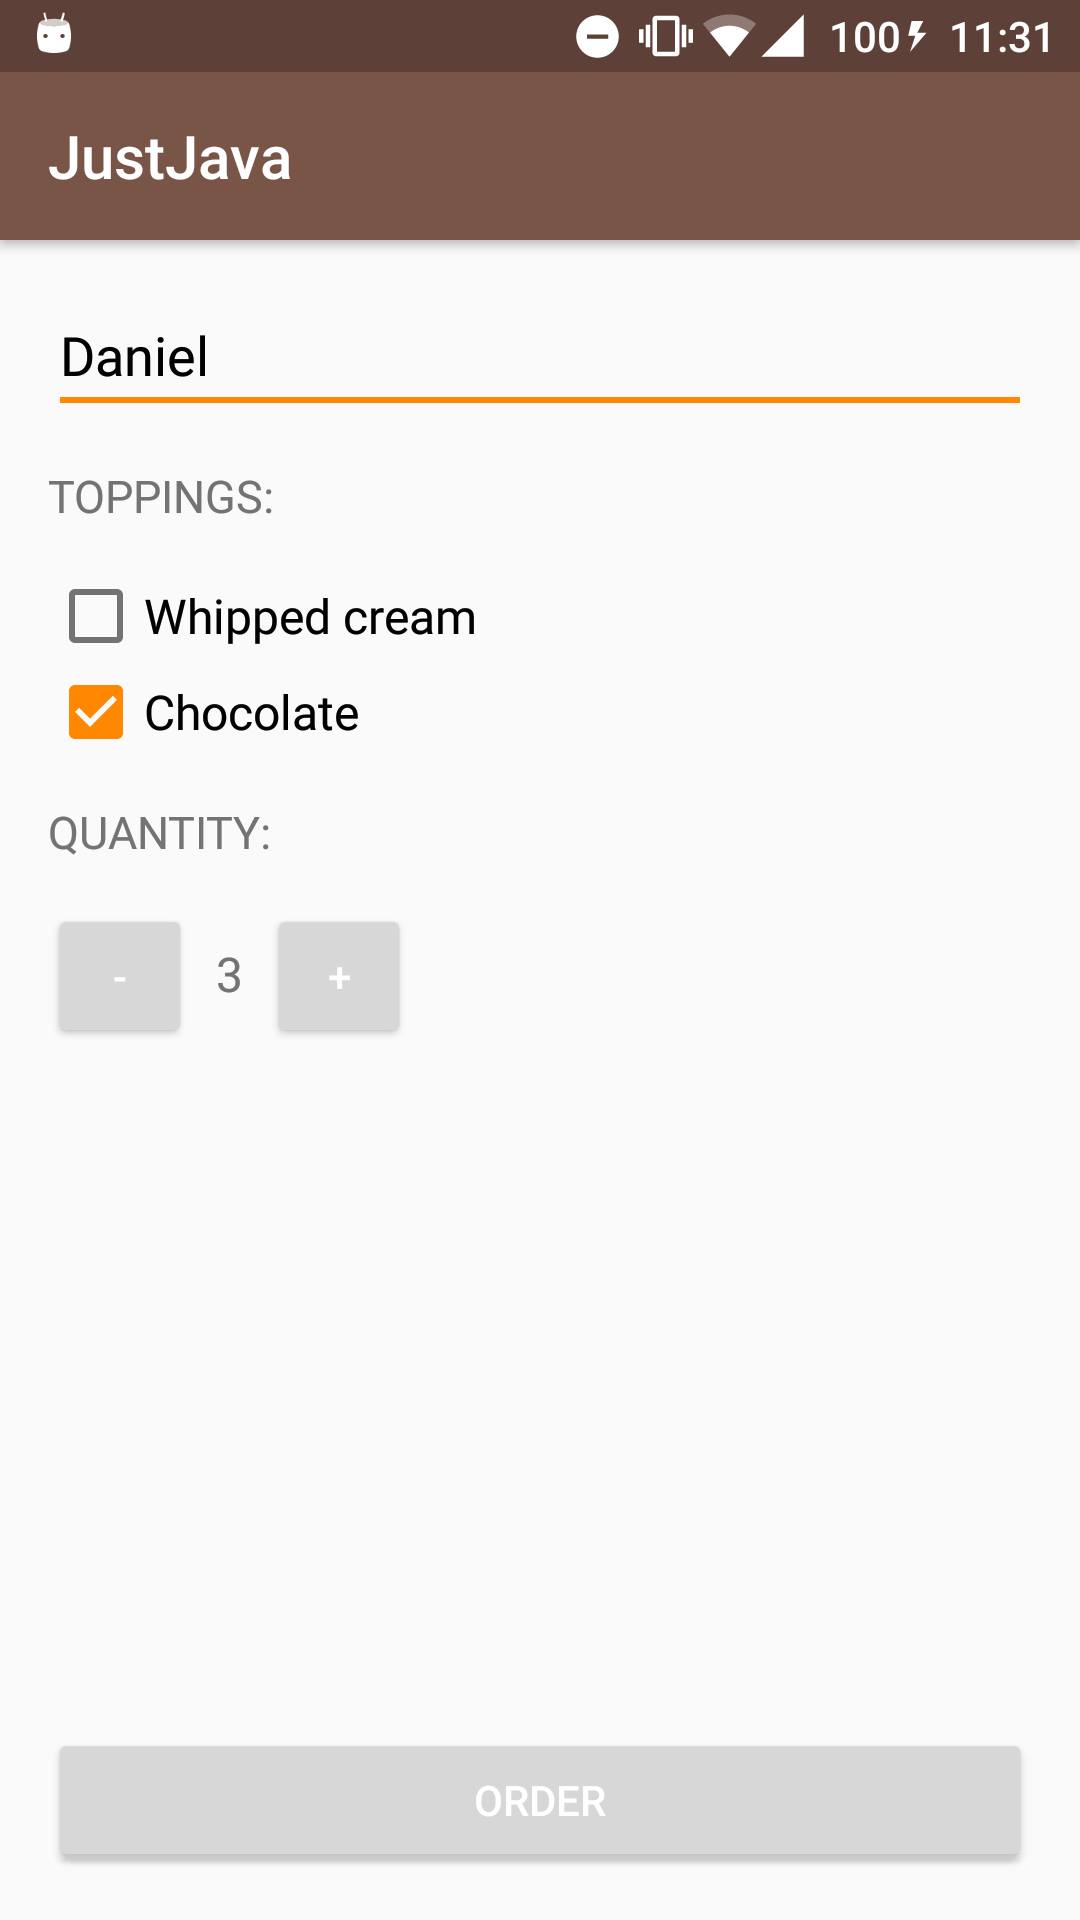 100 11:31
JustJava
Daniel
TOPPINGS:
Whipped cream
Chocolate
QUANTITY:
- 3 +
ORDER